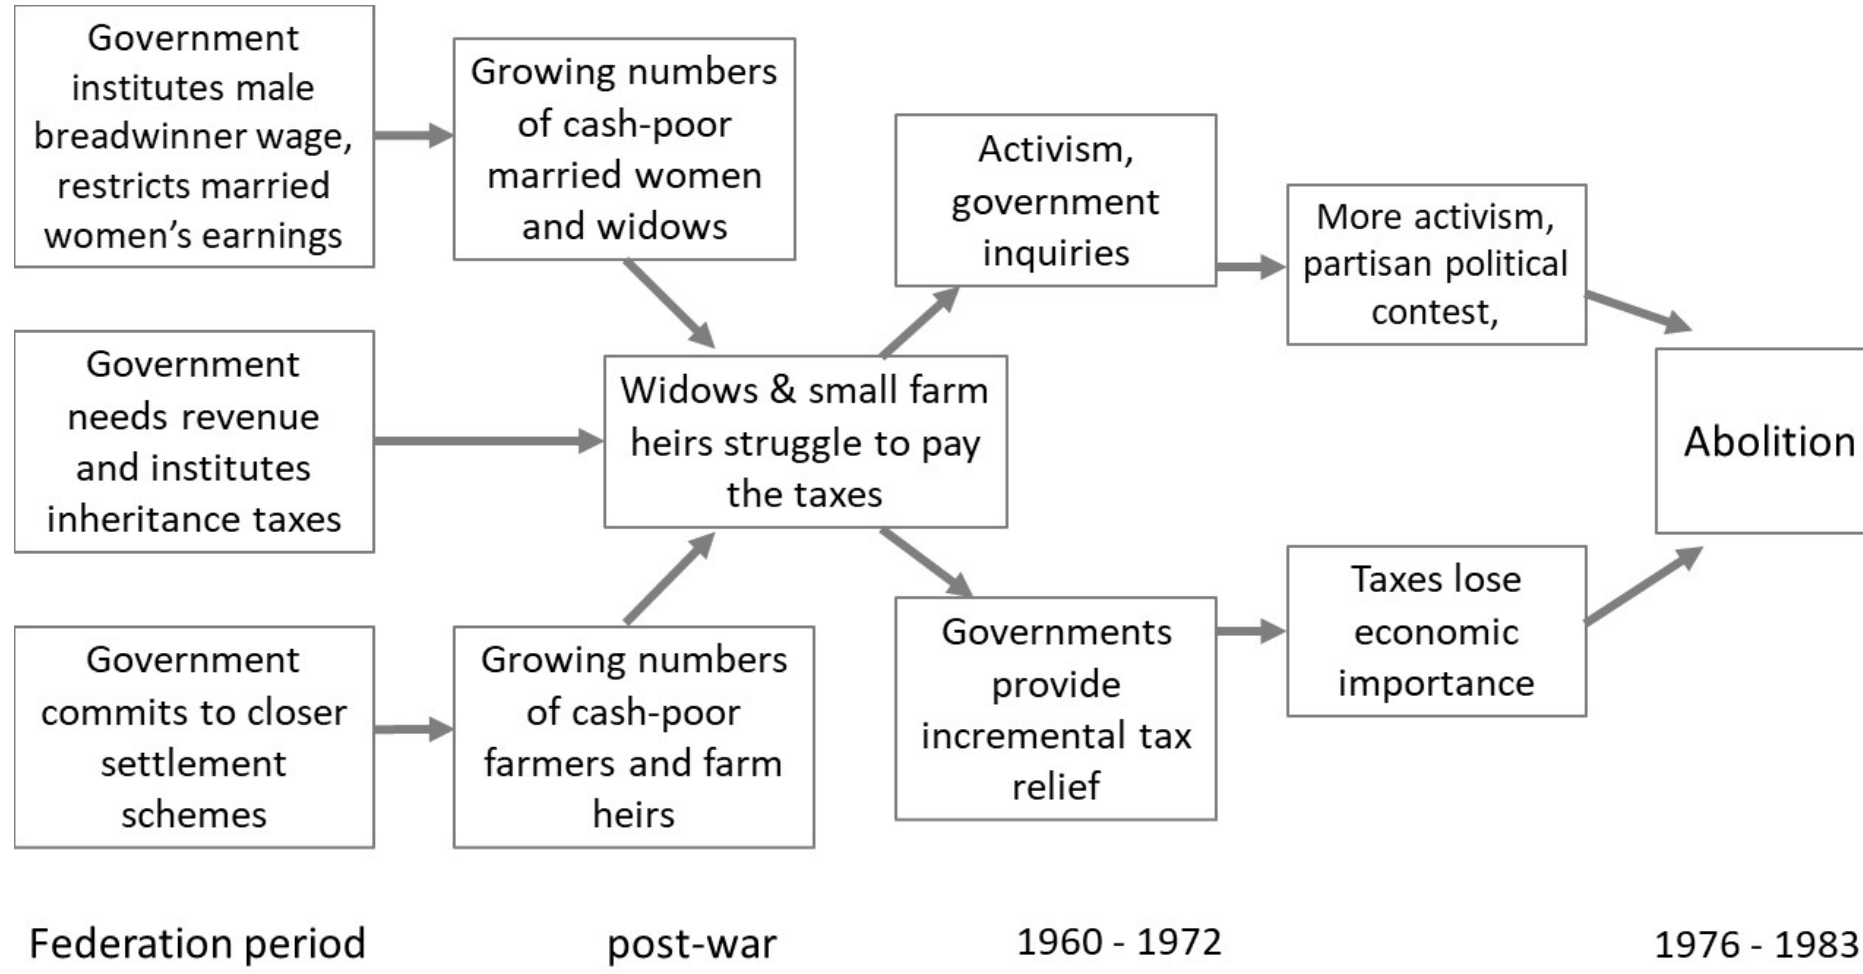 Government
institutes male
breadwinner wage,
restricts married
women’s earnings
Growing numbers
of cash-poor
married women
and widows
Government
needs revenue
and institutes
inheritance taxes
Widows & small farm
heirs struggle to pay
the taxes
Government
commits to closer
settlement
schemes
Growing numbers
of cash-poor
farmers and farm
heirs
Activism,
government
inquiries
More activism,
partisan political
contest,
Governments
provide
incremental tax
relief
Taxes lose
economic
importance
Abolition
Federation period
post-war
1960 - 1972
1976 - 1983